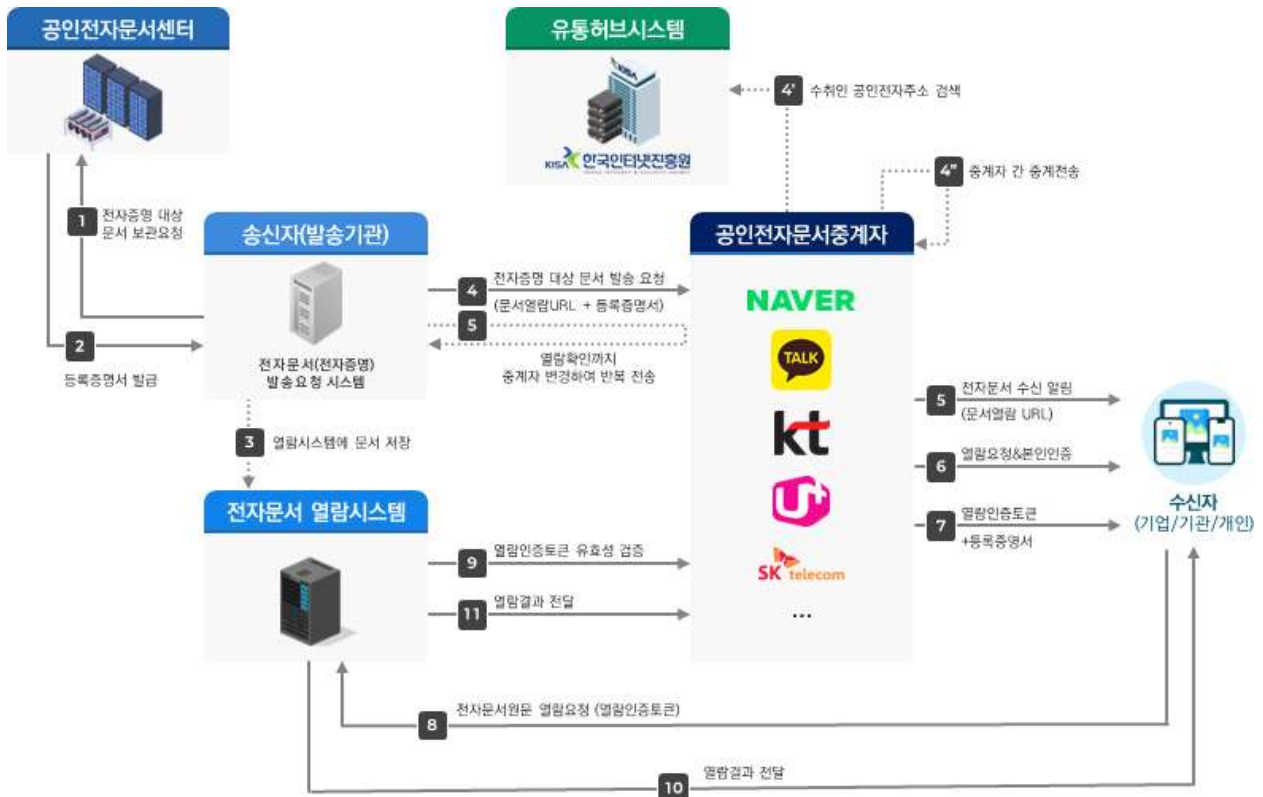 공인전자문서센터
유통허브시스템
KISA
KISA 한국인터넷진흥원
4' 수취인 공인전자주소 검색
4" 중계자 간 중계전송
1 전자증명 대상
문서 보관요청
송신자(발송기관)
전자문서(전자증명)
발송요청 시스템
2
등록증명서 발급
4 전자증명 대상 문서 발송 요청
(문서열람URL + 등록증명서)
5
열람확인까지
중계자 변경하여 반복 전송
3 열람시스템에 문서 저장
공인전자문서중계자
NAVER
TALK
kt
U+
SK telecom
...
5 전자문서 수신 알림
(문서열람 URL)
6 열람요청&본인인증
7 열람인증토큰
+등록증명서
수신자
(기업/기관/개인)
전자문서 열람시스템
9 열람인증토큰 유효성 검증
11 열람결과 전달
8 전자문서원문 열람요청 (열람인증토큰)
10 열람결과 전달